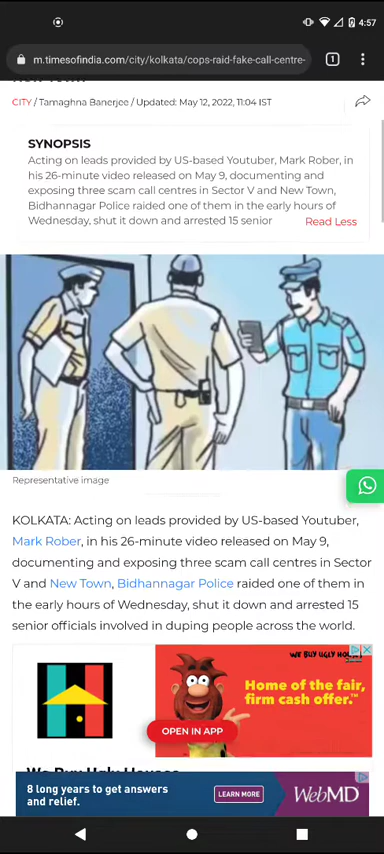 4:57
m.timesofindia.com/city/kolkata/cops-raid-fake-call-centre-
1
CITY / Tamaghna Banerjee / Updated: May 12, 2022, 11:04 IST
SYNOPSIS
Acting on leads provided by US-based Youtuber, Mark Rober, in
his 26-minute video released on May 9, documenting and
exposing three scam call centres in Sector V and New Town,
Bidhannagar Police raided one of them in the early hours of
Wednesday, shut it down and arrested 15 senior Read Less
Representative image
KOLKATA: Acting on leads provided by US-based Youtuber,
Mark Rober, in his 26-minute video released on May 9,
documenting and exposing three scam call centres in Sector
V and New Town, Bidhannagar Police raided one of them in
the early hours of Wednesday, shut it down and arrested 15
senior officials involved in duping people across the world.
WE BUY UGLY HOUSES
Home of the fair,
firm cash offer.™
OPEN IN APP
We Buy Ugly Houses
8 long years to get answers
and relief.
LEARN MORE
WebMD